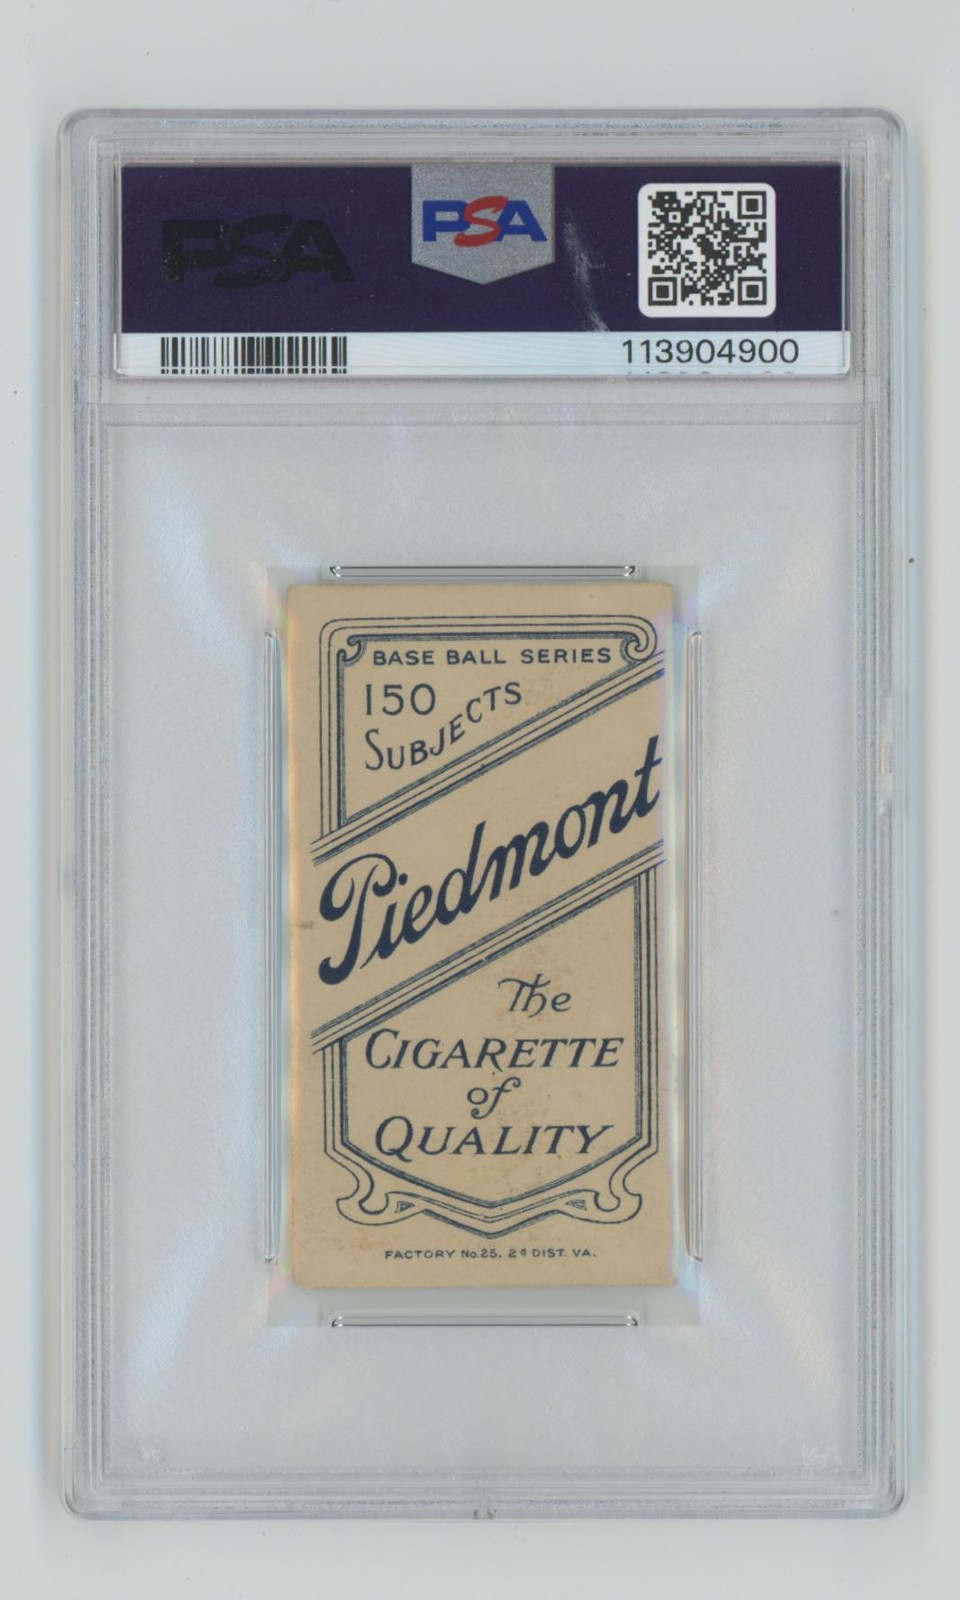 PSA
PSA
113904900
BASE BALL SERIES
150
SUBJECTS
Piedmont
The
CIGARETTE
of
QUALITY
FACTORY No.25. 2d DIST. VA.